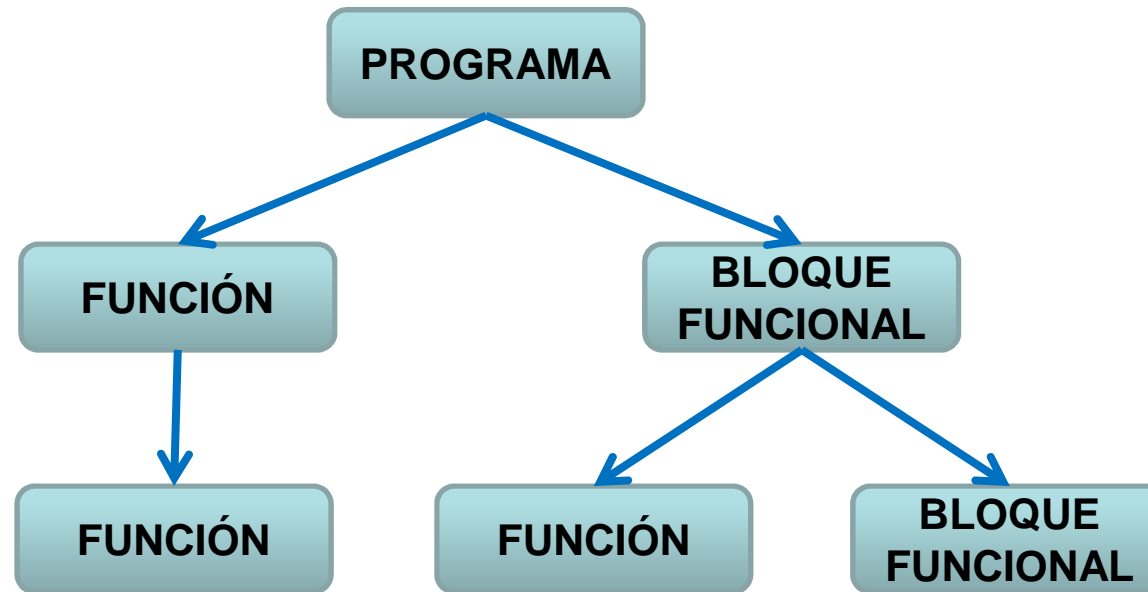 PROGRAMA
FUNCIÓN
BLOQUE
FUNCIONAL
FUNCIÓN
FUNCIÓN
BLOQUE
FUNCIONAL